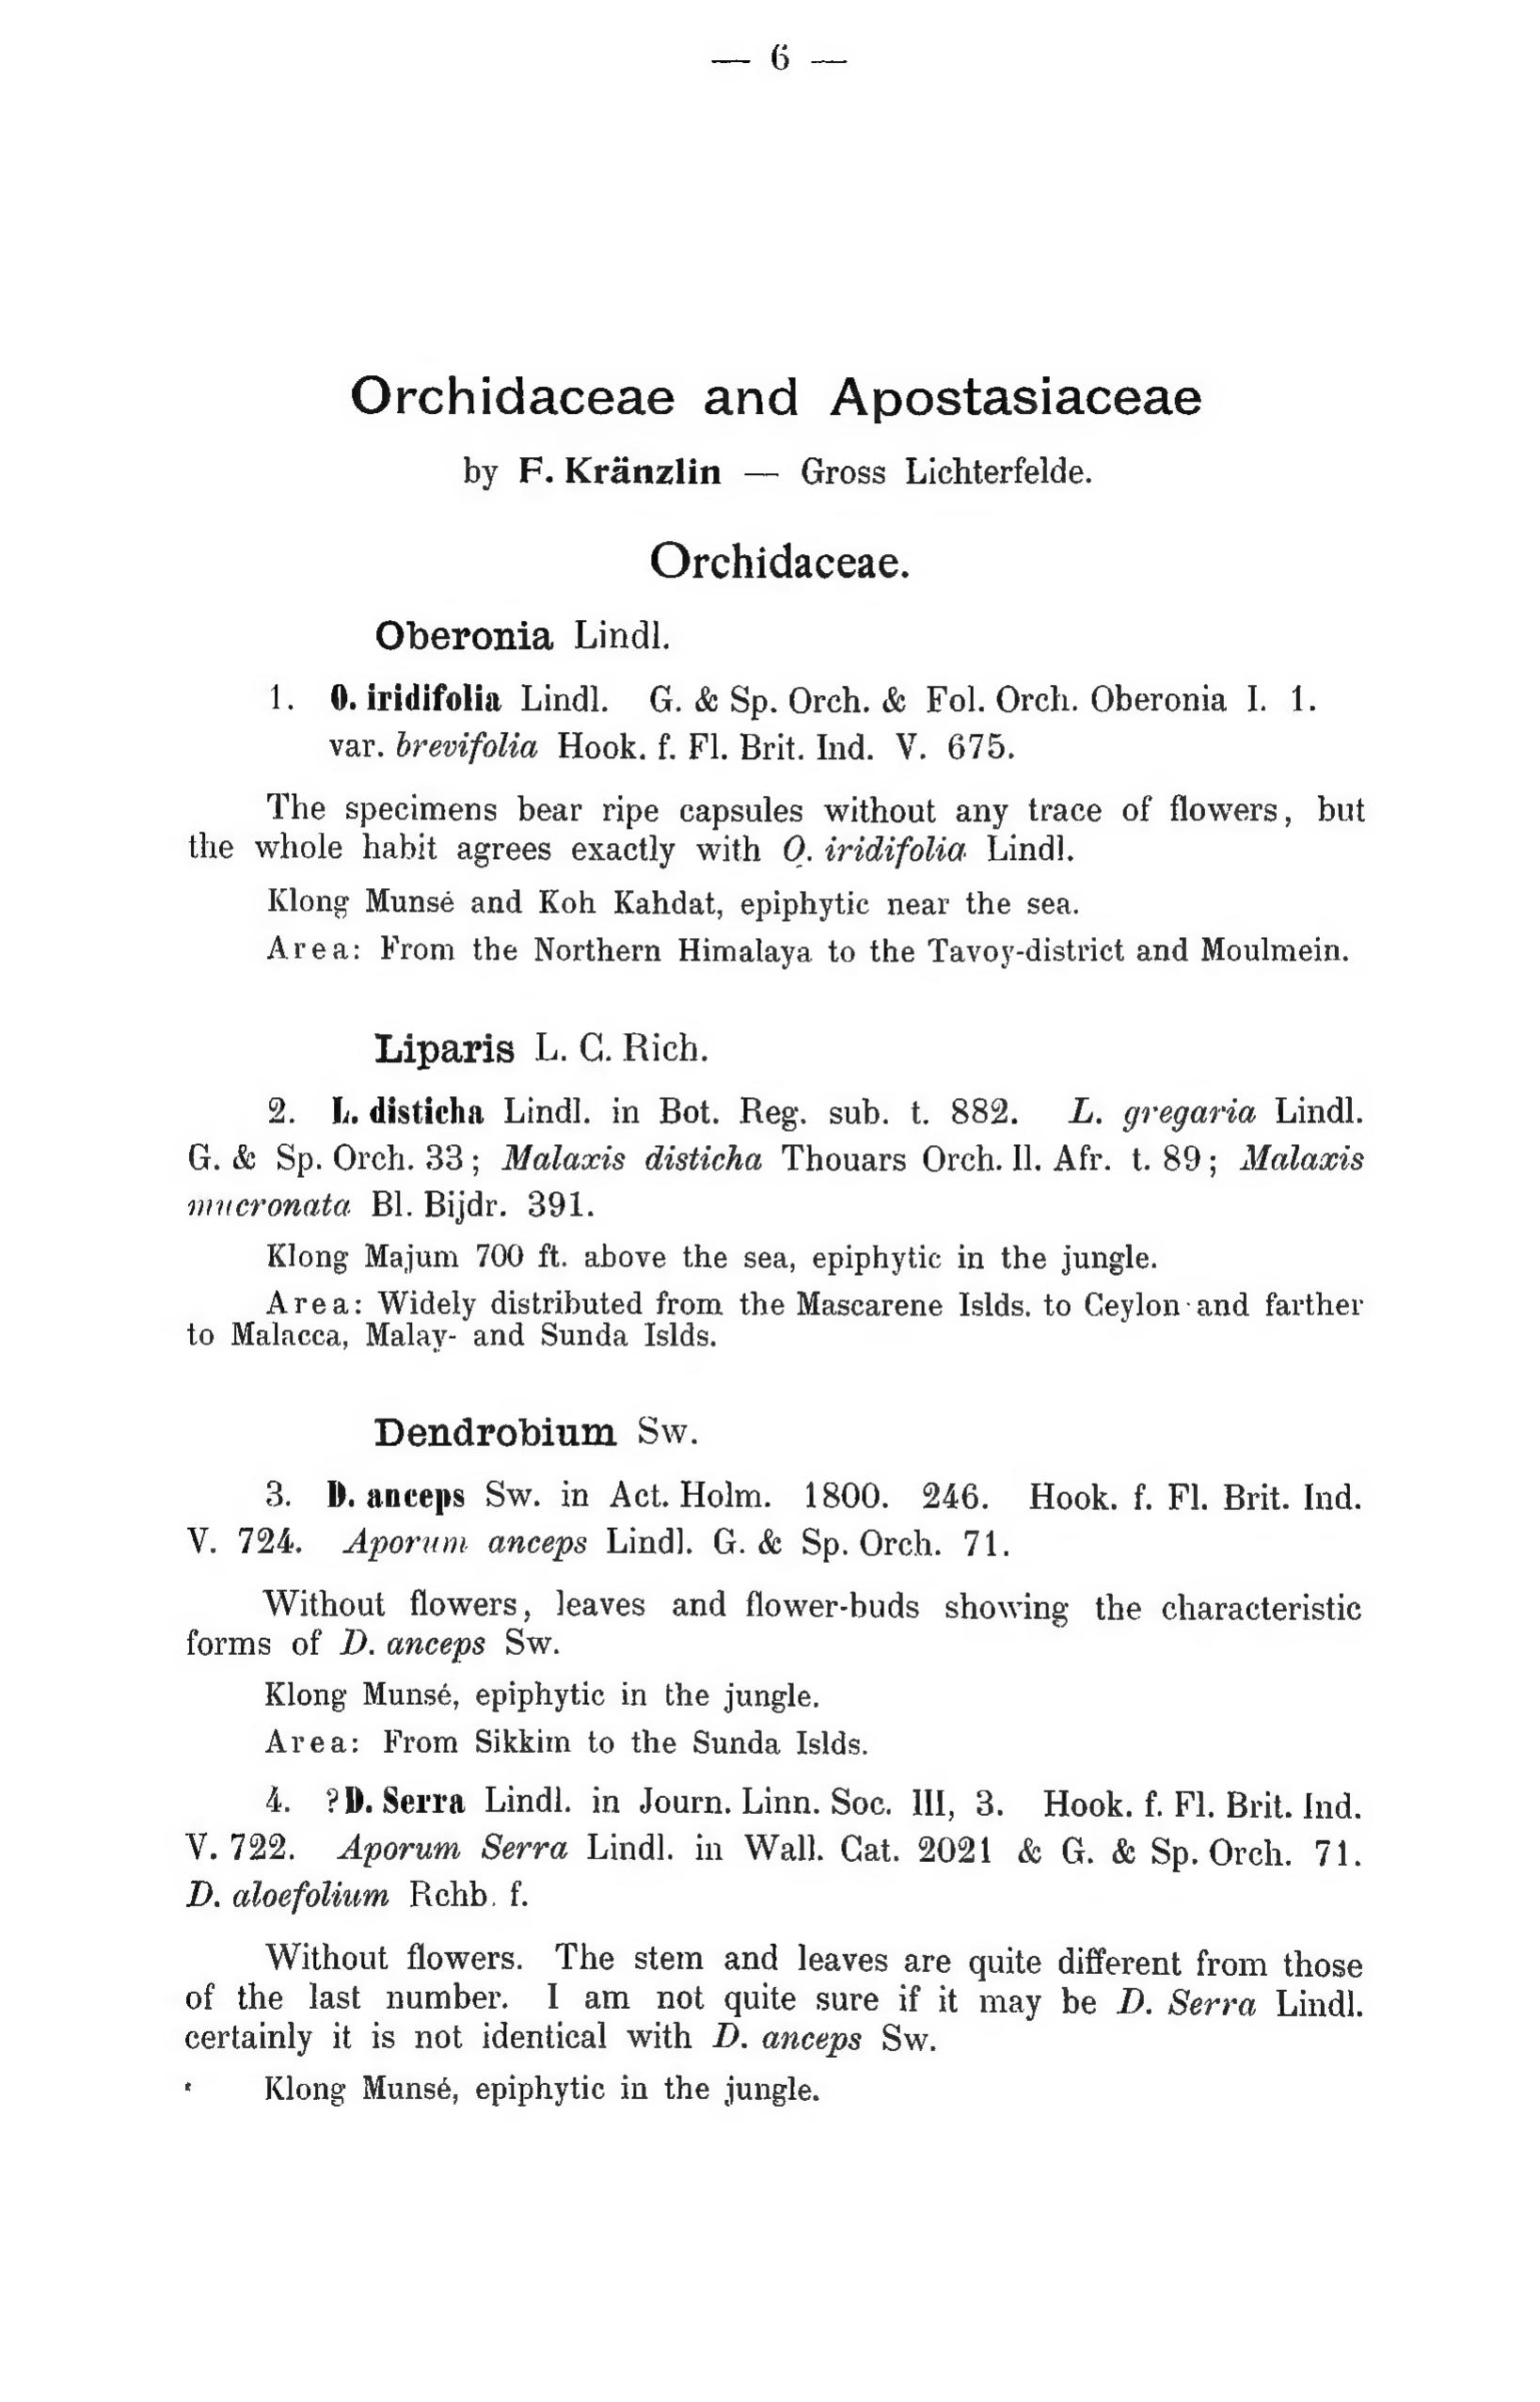 — 6 —
Orchidaceae and Apostasiaceae
by F. Kränzlin — Gross Lichterfelde.
Orchidaceae.
Oberonia Lindl.
1. O. iridifolia Lindl. G. & Sp. Orch. & Fol. Orch. Oberonia I. 1.
var. brevifolia Hook. f. Fl. Brit. Ind. V. 675.
The specimens bear ripe capsules without any trace of flowers, but
the whole habit agrees exactly with O. iridifolia Lindl.
Klong Munsé and Koh Kahdat, epiphytic near the sea.
Area: From the Northern Himalaya to the Tavoy-district and Moulmein.
Liparis L. C. Rich.
2. L. disticha Lindl. in Bot. Reg. sub. t. 882. L. gregaria Lindl.
G. & Sp. Orch. 33; Malaxis disticha Thouars Orch. Il. Afr. t. 89; Malaxis
mucronata Bl. Bijdr. 391.
Klong Majum 700 ft. above the sea, epiphytic in the jungle.
Area: Widely distributed from the Mascarene Islds. to Ceylon and farther
to Malacca, Malay- and Sunda Islds.
Dendrobium Sw.
3. D. anceps Sw. in Act. Holm. 1800. 246. Hook. f. Fl. Brit. Ind.
V. 724. Aporum anceps Lindl. G. & Sp. Orch. 71.
Without flowers, leaves and flower-buds showing the characteristic
forms of D. anceps Sw.
Klong Munsé, epiphytic in the jungle.
Area: From Sikkim to the Sunda Islds.
4. ?D. Serra Lindl. in Journ. Linn. Soc. III, 3. Hook. f. Fl. Brit. Ind.
V. 722. Aporum Serra Lindl. in Wall. Cat. 2021 & G. & Sp. Orch. 71.
D. aloefolium Rchb. f.
Without flowers. The stem and leaves are quite different from those
of the last number. I am not quite sure if it may be D. Serra Lindl.
certainly it is not identical with D. anceps Sw.
Klong Munsé, epiphytic in the jungle.